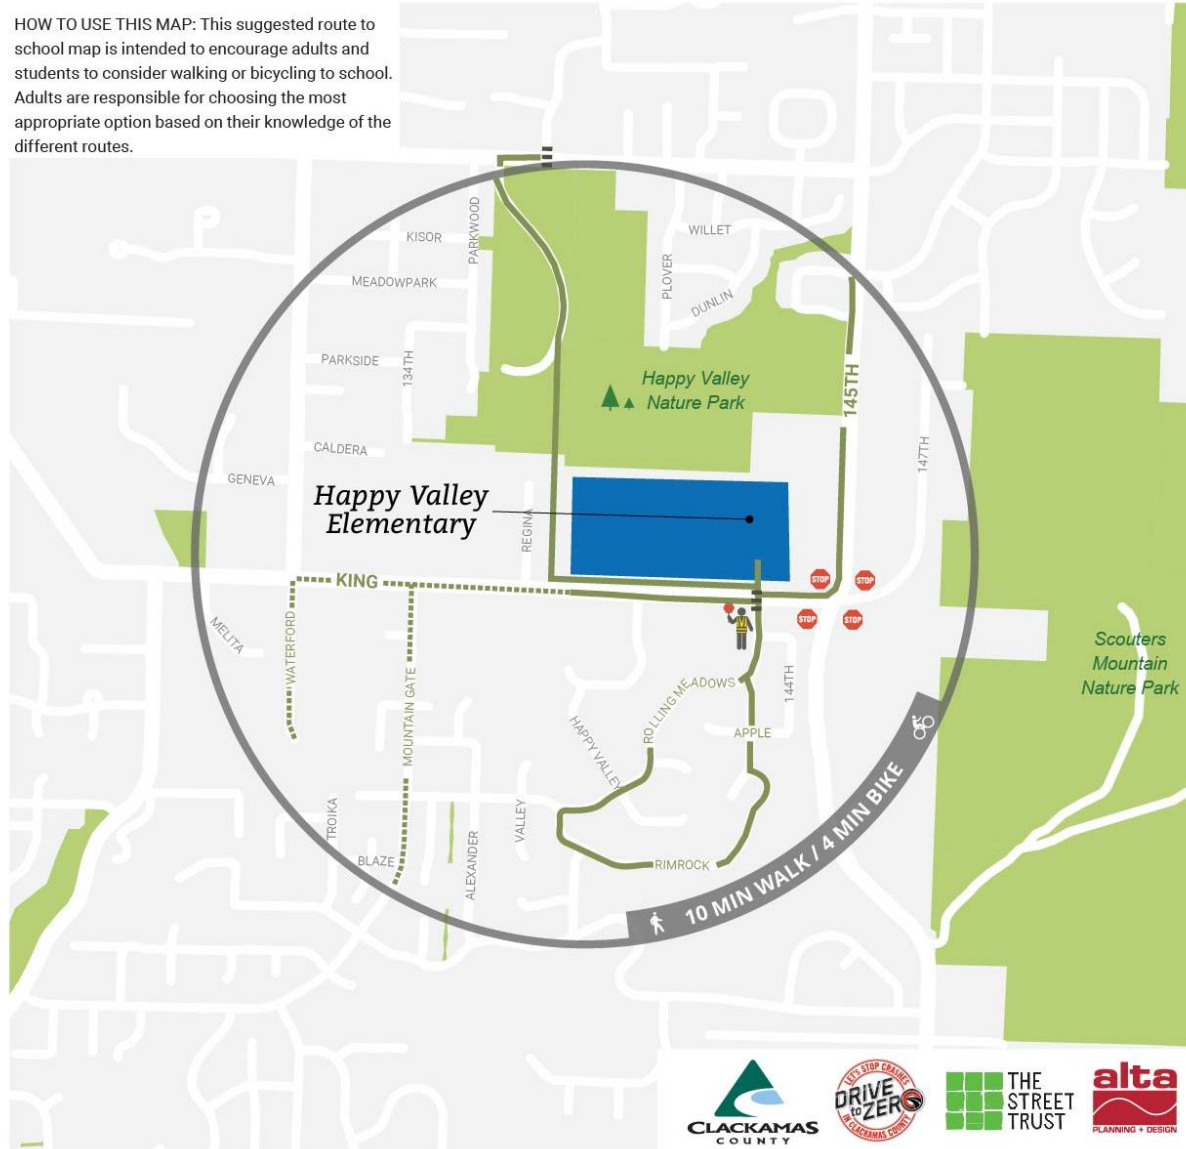 HOW TO USE THIS MAP: This suggested route to
school map is intended to encourage adults and
students to consider walking or bicycling to school.
Adults are responsible for choosing the most
appropriate option based on their knowledge of the
different routes.
PARKWOOD
KISOR
WILLET
MEADOWPARK
PLOVER
DUNLIN
PARKSIDE
134TH
Happy Valley
Nature Park
145TH
147TH
CALDERA
GENEVA
Happy Valley
Elementary
REGINA
KING
STOP
STOP
STOP
STOP
MELITA
WATERFORD
MOUNTAIN GATE
ROLLING MEADOWS
144TH
Scouters
Mountain
Nature Park
HAPPY VALLEY
APPLE
TROIKA
VALLEY
BLAZE
ALEXANDER
RIMROCK
10 MIN WALK / 4 MIN BIKE
CLACKAMAS
COUNTY
LET'S STOP CRASHES
DRIVE
to ZERO
IN CLACKAMAS COUNTY
THE
STREET
TRUST
alta
PLANNING + DESIGN